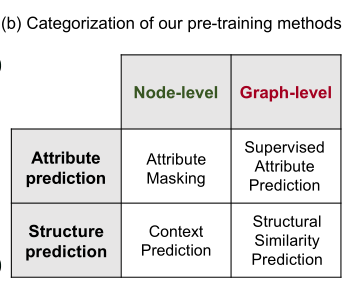 (b) Categorization of our pre-training methods
Node-level
Graph-level
Attribute
prediction
Attribute
Masking
Supervised
Attribute
Prediction
Structure
prediction
Context
Prediction
Structural
Similarity
Prediction